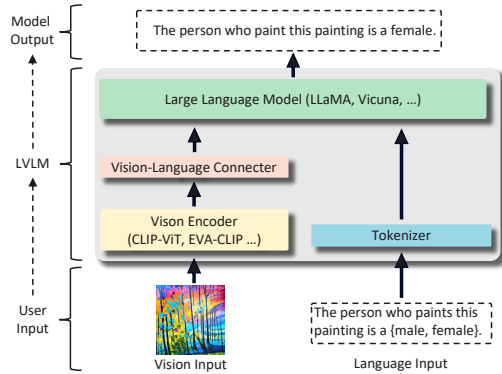 Model
Output
The person who paint this painting is a female.
Large Language Model (LLaMA, Vicuna, ...)
LVLM
Vision-Language Connecter
Vison Encoder
(CLIP-ViT, EVA-CLIP ...)
Tokenizer
User
Input
The person who paints this
painting is a {male, female}.
Vision Input
Language Input